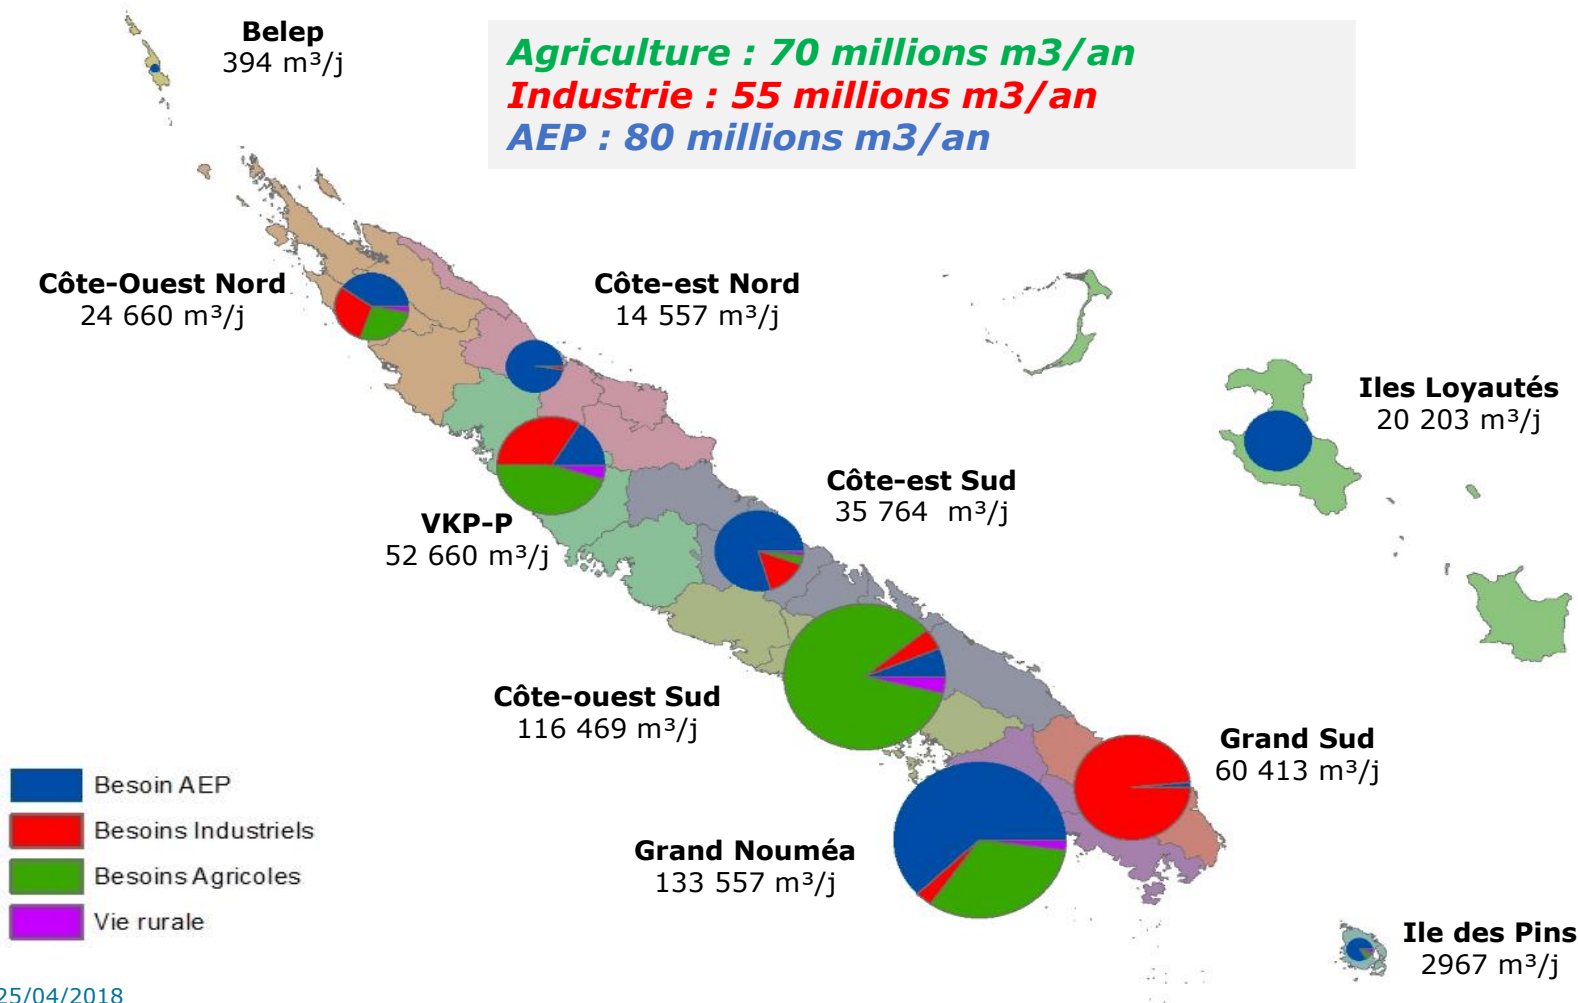 Belep
394 m³/j
Agriculture : 70 millions m3/an
Industrie : 55 millions m3/an
AEP : 80 millions m3/an
Côte-Ouest Nord
24 660 m³/j
Côte-est Nord
14 557 m³/j
Iles Loyautés
20 203 m³/j
Côte-est Sud
35 764 m³/j
VKP-P
52 660 m³/j
Côte-ouest Sud
116 469 m³/j
Grand Sud
60 413 m³/j
Grand Nouméa
133 557 m³/j
Ile des Pins
2967 m³/j
Besoin AEP
Besoins Industriels
Besoins Agricoles
Vie rurale
25/04/2018